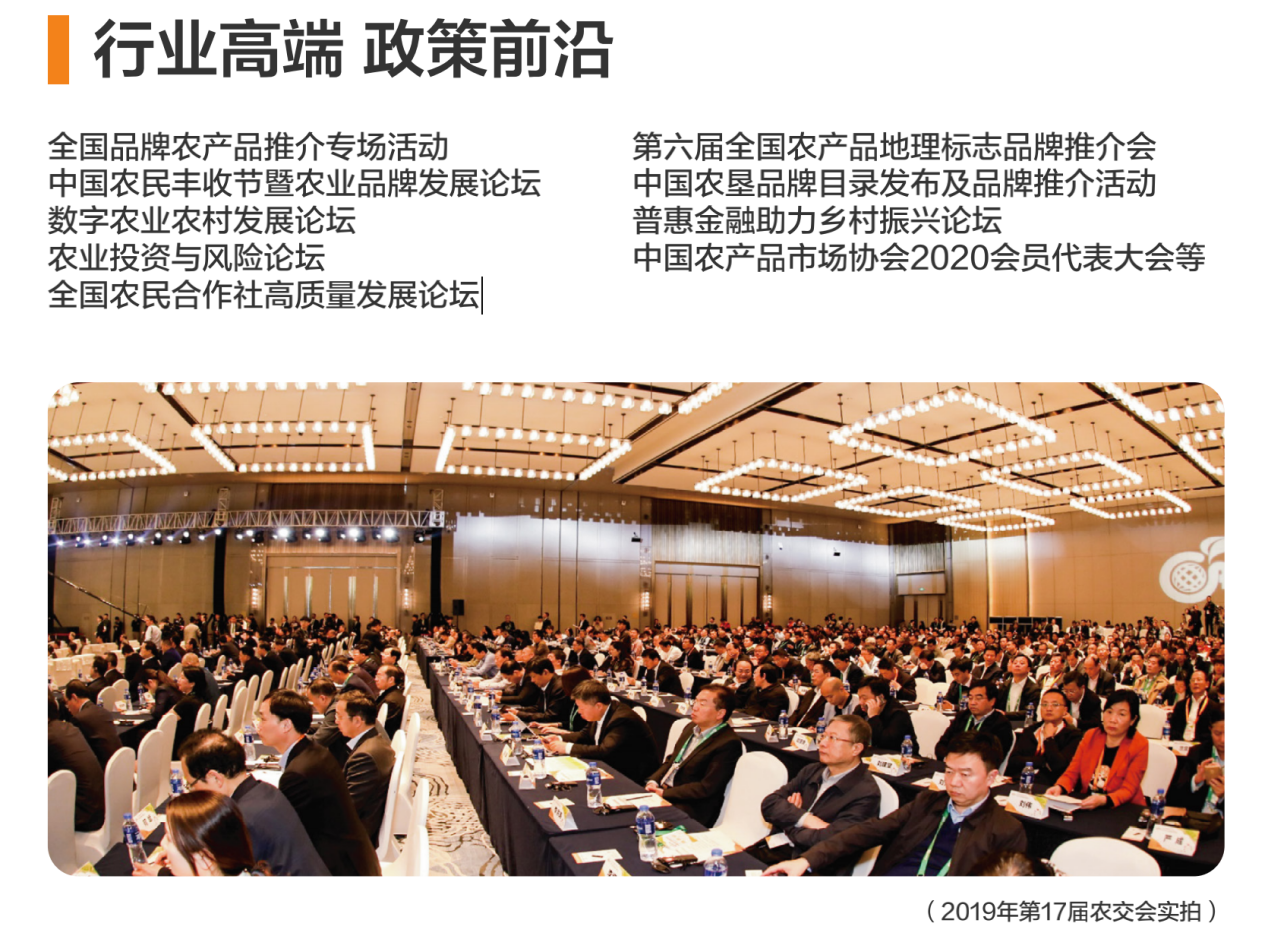 行业高端 政策前沿
全国品牌农产品推介专场活动
中国农民丰收节暨农业品牌发展论坛
数字农业农村发展论坛
农业投资与风险论坛
全国农民合作社高质量发展论坛
第六届全国农产品地理标志品牌推介会
中国农垦品牌目录发布及品牌推介活动
普惠金融助力乡村振兴论坛
中国农产品市场协会2020会员代表大会等
（2019年第17届农交会实拍）